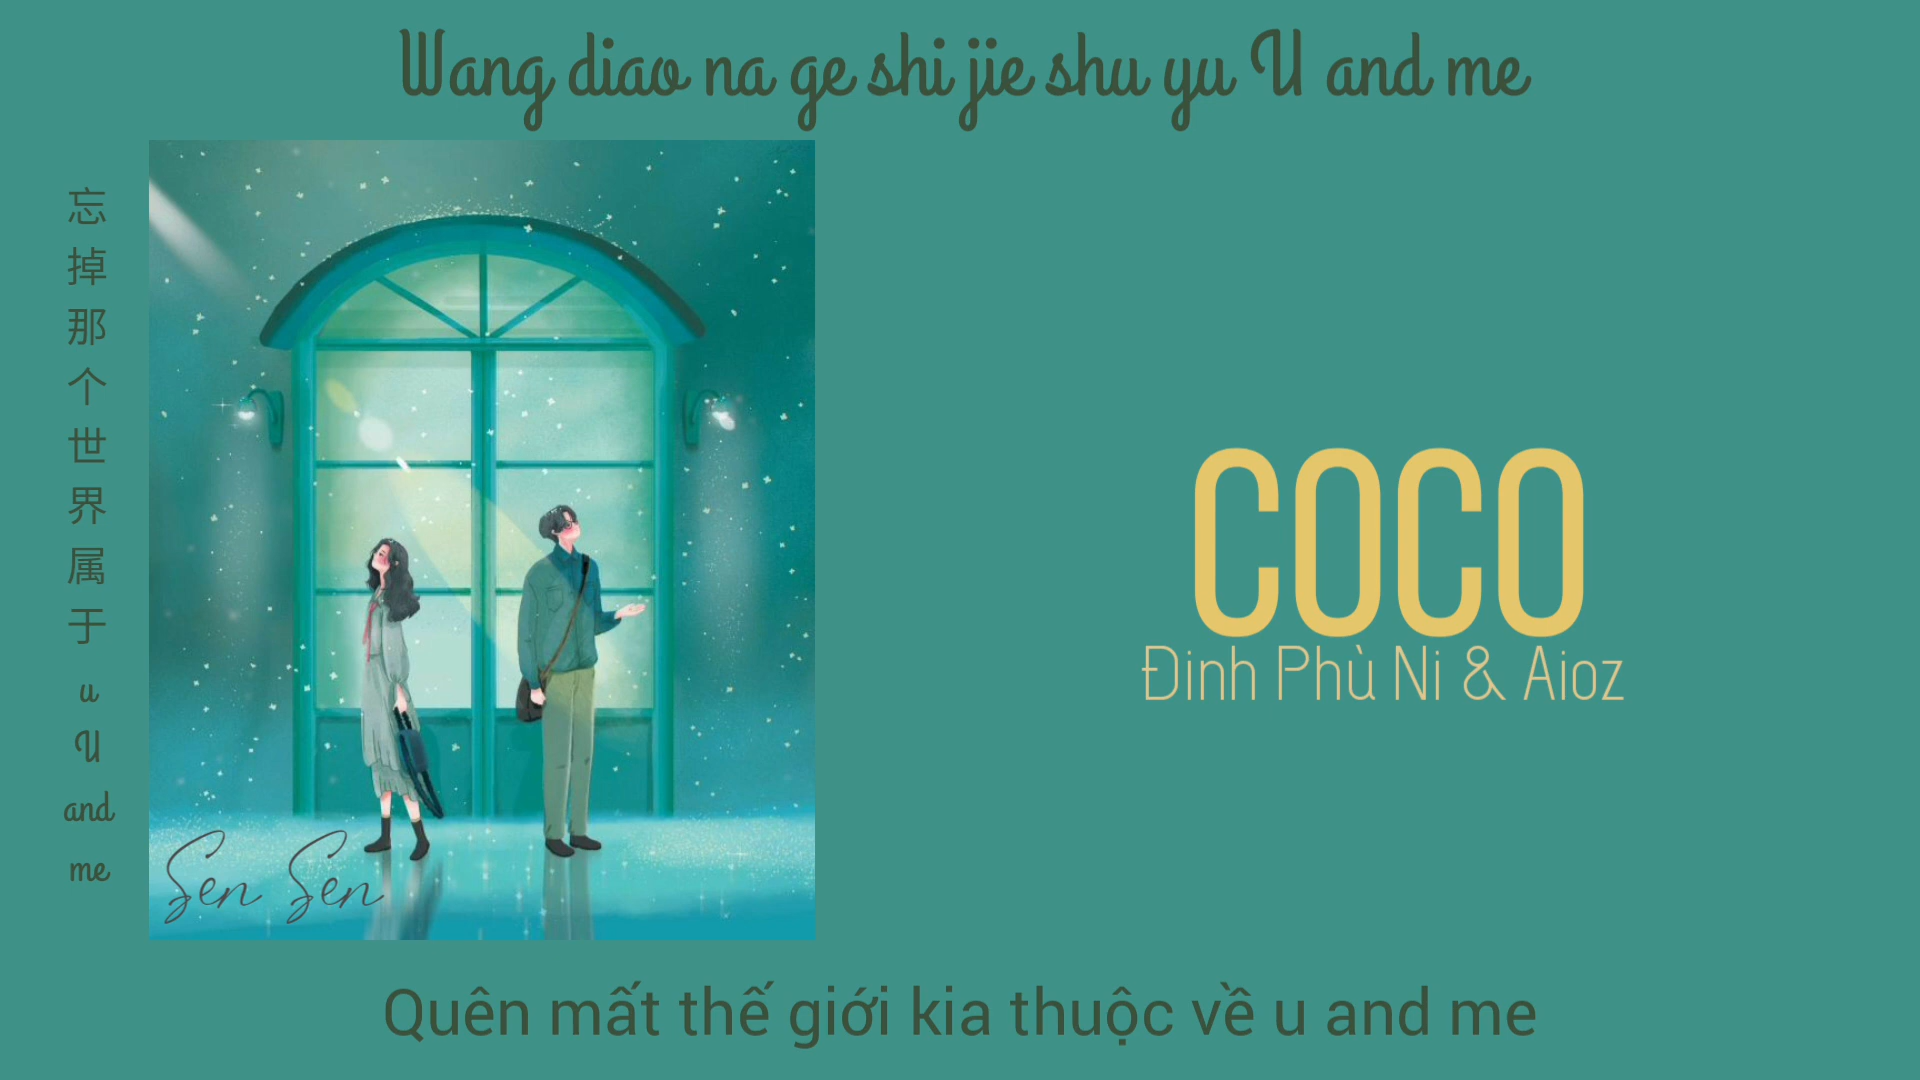 Wang diao na ge shi jie shu yu U and me
忘
掉
那
个
世
界
属
于
u
U
and
me
Sen Sen
COCO
Đinh Phù Ni & Aioz
Quên mất thế giới kia thuộc về u and me